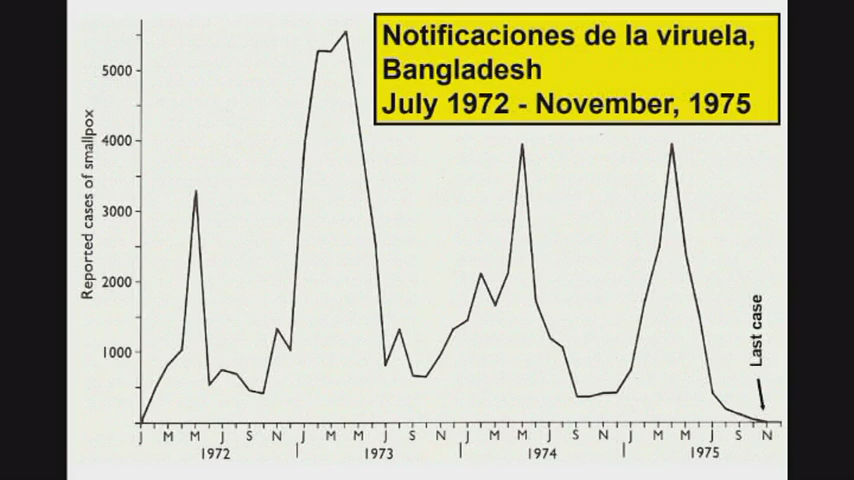 Notificaciones de la viruela,
Bangladesh
July 1972 - November, 1975
Reported cases of smallpox
5000
4000
3000
2000
1000
Last case
J M M J S N J M M J S N J M M J S N J M M J S N
1972 1973 1974 1975